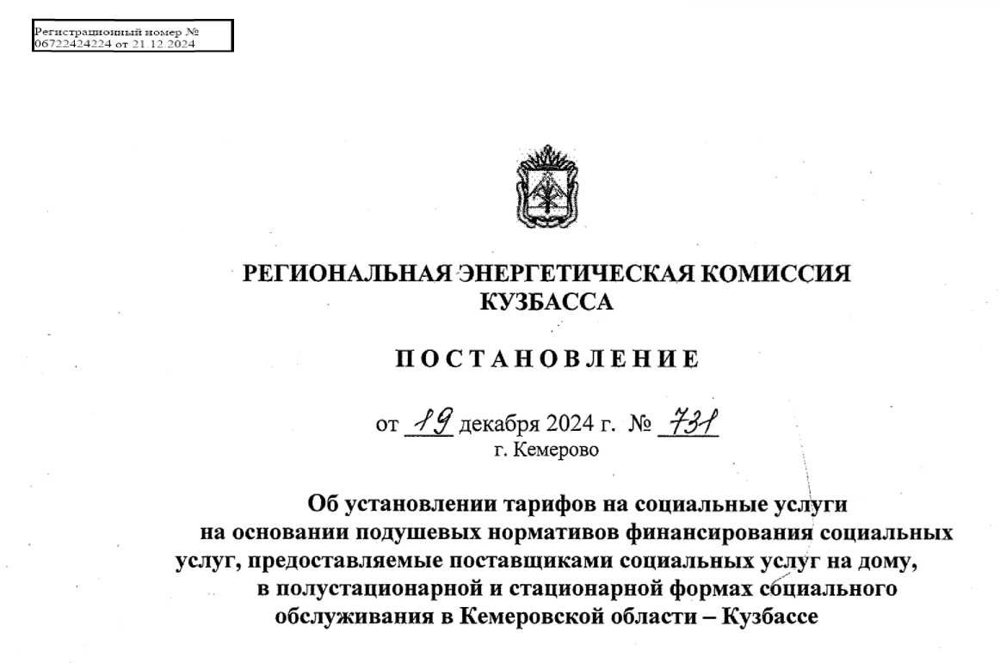 Регистрационный номер №
06722424224 от 21.12.2024
РЕГИОНАЛЬНАЯ ЭНЕРГЕТИЧЕСКАЯ КОМИССИЯ
КУЗБАССА
П О С Т А Н О В Л Е Н И Е
от 19 декабря 2024 г. № 731
г. Кемерово
Об установлении тарифов на социальные услуги
на основании подушевых нормативов финансирования социальных
услуг, предоставляемые поставщиками социальных услуг на дому,
в полустационарной и стационарной формах социального
обслуживания в Кемеровской области – Кузбассе